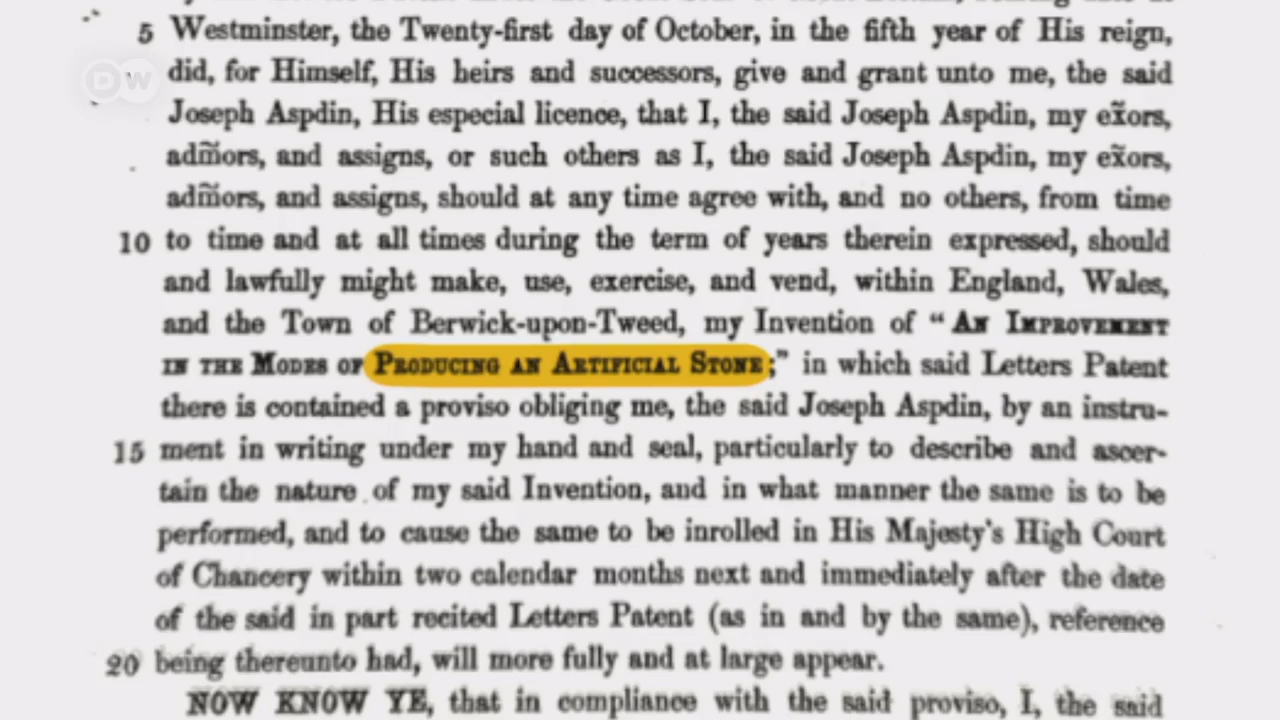 5 Westminster, the Twenty-first day of October, in the fifth year of His reign,
DW did, for Himself, His heirs and successors, give and grant unto me, the said
Joseph Aspdin, His especial licence, that I, the said Joseph Aspdin, my ex̃ors,
adm̃ors, and assigns, or such others as I, the said Joseph Aspdin, my ex̃ors,
adm̃ors, and assigns, should at any time agree with, and no others, from time
10 to time and at all times during the term of years therein expressed, should
and lawfully might make, use, exercise, and vend, within England, Wales,
and the Town of Berwick-upon-Tweed, my Invention of “AN IMPROVEMENT
IN THE MODES OF PRODUCING AN ARTIFICIAL STONE;” in which said Letters Patent
there is contained a proviso obliging me, the said Joseph Aspdin, by an instru-
15 ment in writing under my hand and seal, particularly to describe and ascer-
tain the nature of my said Invention, and in what manner the same is to be
performed, and to cause the same to be inrolled in His Majesty's High Court
of Chancery within two calendar months next and immediately after the date
of the said in part recited Letters Patent (as in and by the same), reference
20 being thereunto had, will more fully and at large appear.
NOW KNOW YE, that in compliance with the said proviso, I, the said